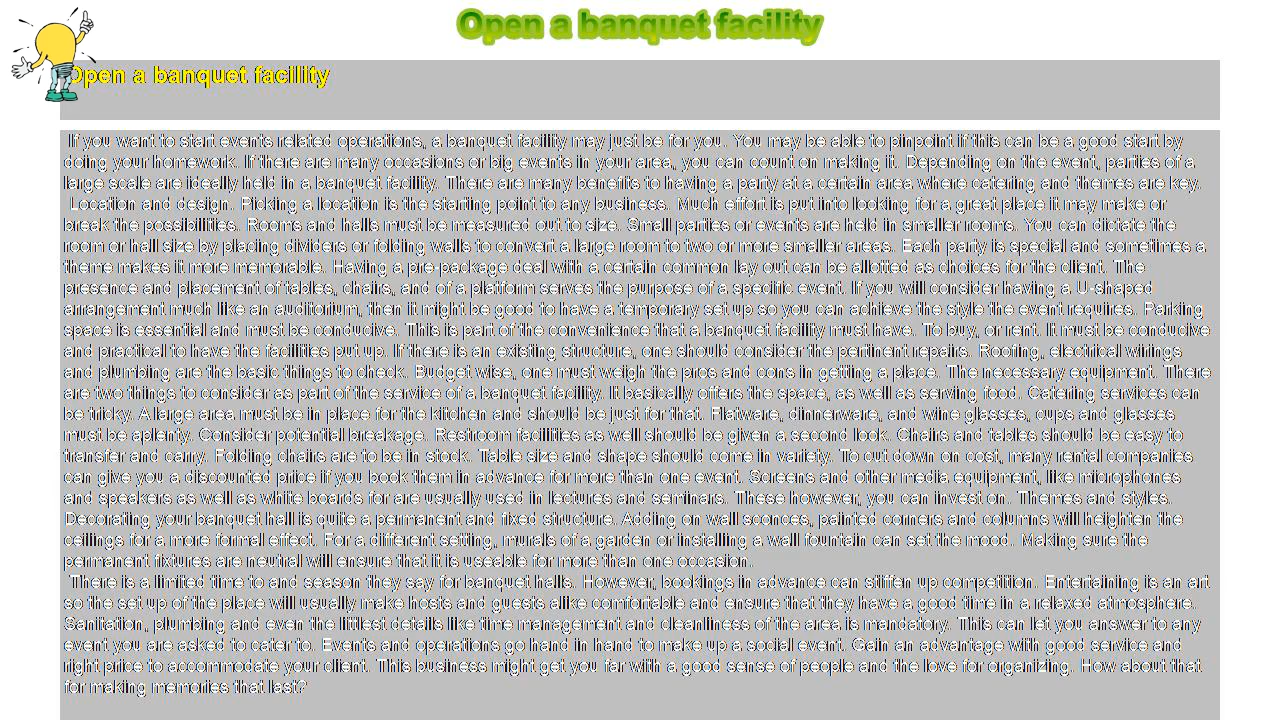 Open a banquet facility
Open a banquet facility
If you want to start events related operations, a banquet facility may just be for you. You may be able to pinpoint if this can be a good start by
doing your homework. If there are many occasions or big events in your area, you can count on making it. Depending on the event, parties of a
large scale are ideally held in a banquet facility. There are many benefits to having a party at a certain area where catering and themes are key.
Location and design. Picking a location is the starting point to any business. Much effort is put into looking for a great place it may make or
break the possibilities. Rooms and halls must be measured out to size. Small parties or events are held in smaller rooms. You can dictate the
room or hall size by placing dividers or folding walls to convert a large room to two or more smaller areas. Each party is special and sometimes a
theme makes it more memorable. Having a pre-package deal with a certain common lay out can be allotted as choices for the client. The
presence and placement of tables, chairs, and of a platform serves the purpose of a specific event. If you will consider having a U-shaped
arrangement much like an auditorium, then it might be good to have a temporary set up so you can achieve the style the event requires. Parking
space is essential and must be conducive. This is part of the convenience that a banquet facility must have. To buy, or rent. It must be conducive
and practical to have the facilities put up. If there is an existing structure, one should consider the pertinent repairs. Roofing, electrical wirings
and plumbing are the basic things to check. Budget wise, one must weigh the pros and cons in getting a place. The necessary equipment. There
are two things to consider as part of the service of a banquet facility. It basically offers the space, as well as serving food. Catering services can
be tricky. A large area must be in place for the kitchen and should be just for that. Flatware, dinnerware, and wine glasses, cups and glasses
must be aplenty. Consider potential breakage. Restroom facilities as well should be given a second look. Chairs and tables should be easy to
transfer and carry. Folding chairs are to be in stock. Table size and shape should come in variety. To cut down on cost, many rental companies
can give you a discounted price if you book them in advance for more than one event. Screens and other media equipment, like microphones
and speakers as well as white boards for are usually used in lectures and seminars. These however, you can invest on. Themes and styles.
Decorating your banquet hall is quite a permanent and fixed structure. Adding on wall sconces, painted corners and columns will heighten the
ceilings for a more formal effect. For a different setting, murals of a garden or installing a wall fountain can set the mood. Making sure the
permanent fixtures are neutral will ensure that it is useable for more than one occasion.
There is a limited time to and season they say for banquet halls. However, bookings in advance can stiffen up competition. Entertaining is an art
so the set up of the place will usually make hosts and guests alike comfortable and ensure that they have a good time in a relaxed atmosphere.
Sanitation, plumbing and even the littlest details like time management and cleanliness of the area is mandatory. This can let you answer to any
event you are asked to cater to. Events and operations go hand in hand to make up a social event. Gain an advantage with good service and
right price to accommodate your client. This business might get you far with a good sense of people and the love for organizing. How about that
for making memories that last?